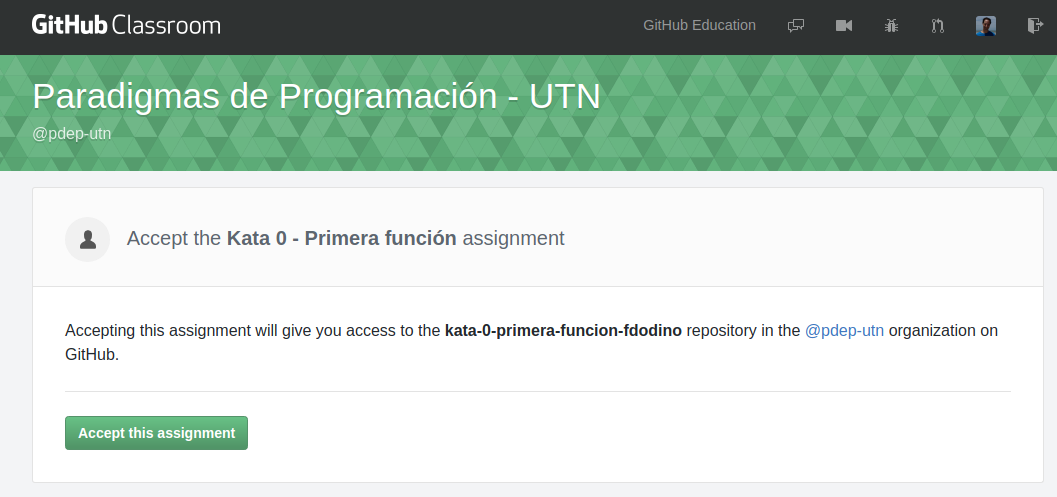 GitHub Classroom
GitHub Education
Paradigmas de Programación - UTN
@pdep-utn
Accept the Kata 0 - Primera función assignment
Accepting this assignment will give you access to the kata-0-primera-funcion-fdodino repository in the @pdep-utn organization on
GitHub.
Accept this assignment